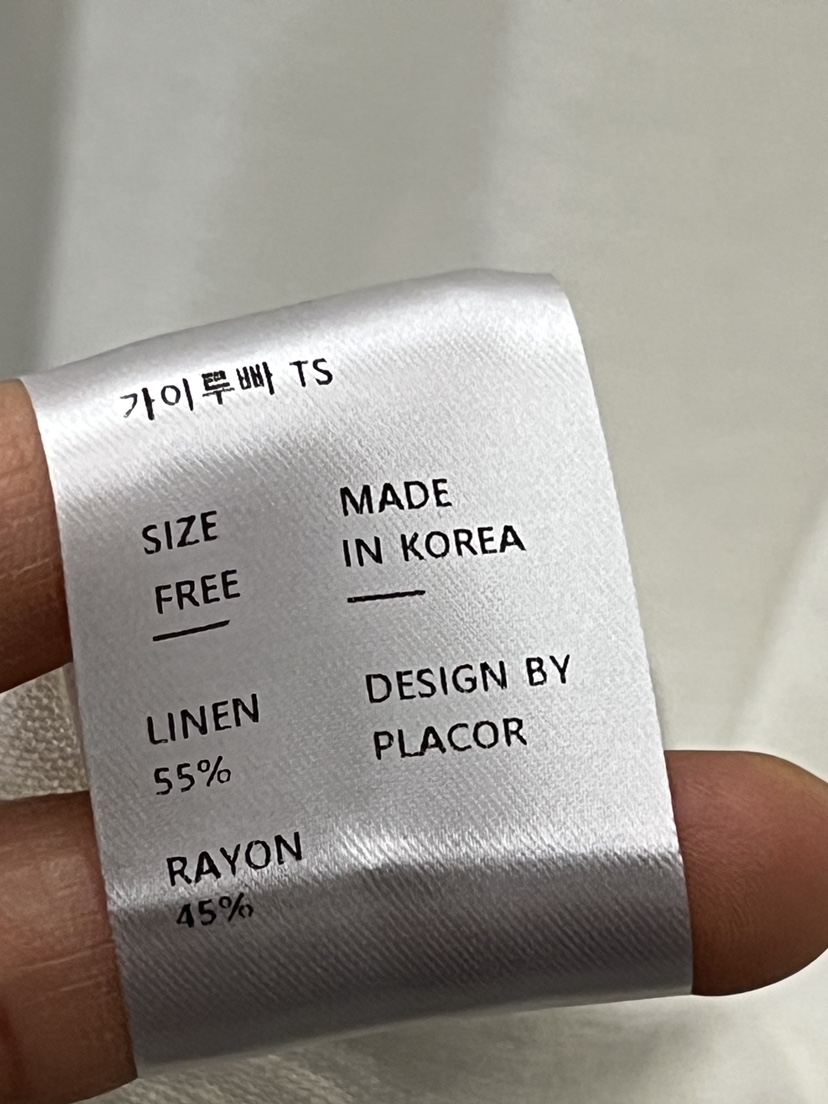 가이루빠 TS
SIZE
FREE
MADE
IN KOREA
LINEN
55%
RAYON
45%
DESIGN BY
PLACOR